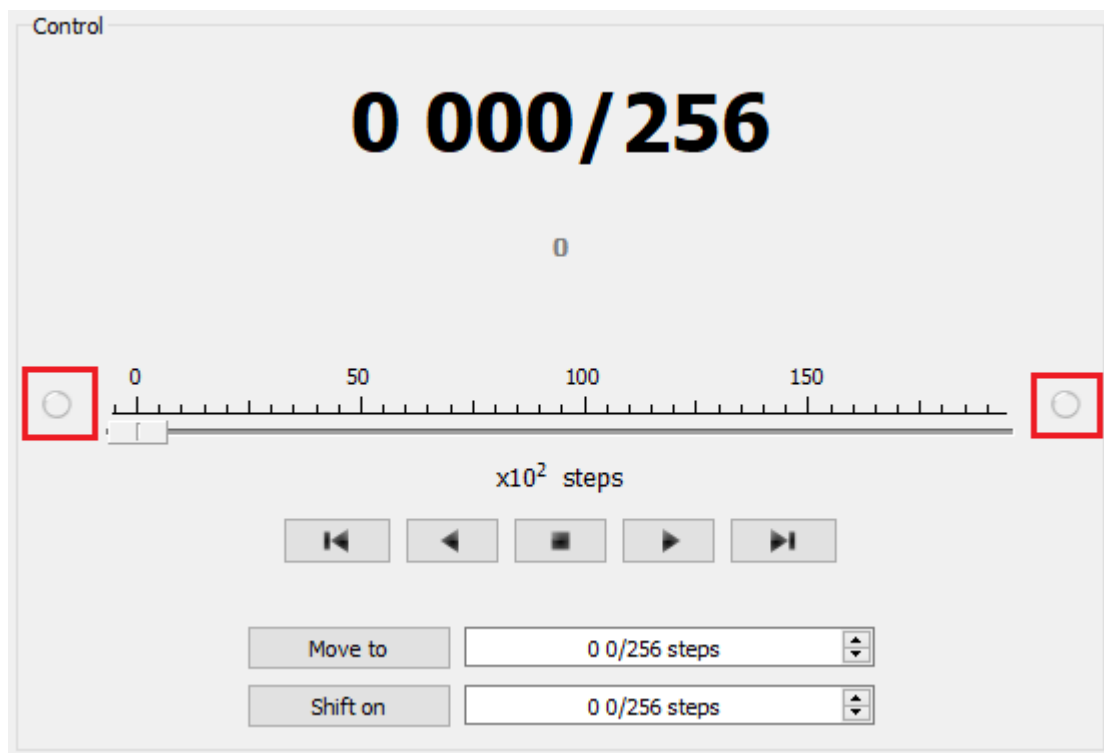 Control
0 000/256
0
0 50 100 150
x10² steps
Move to 0 0/256 steps
Shift on 0 0/256 steps